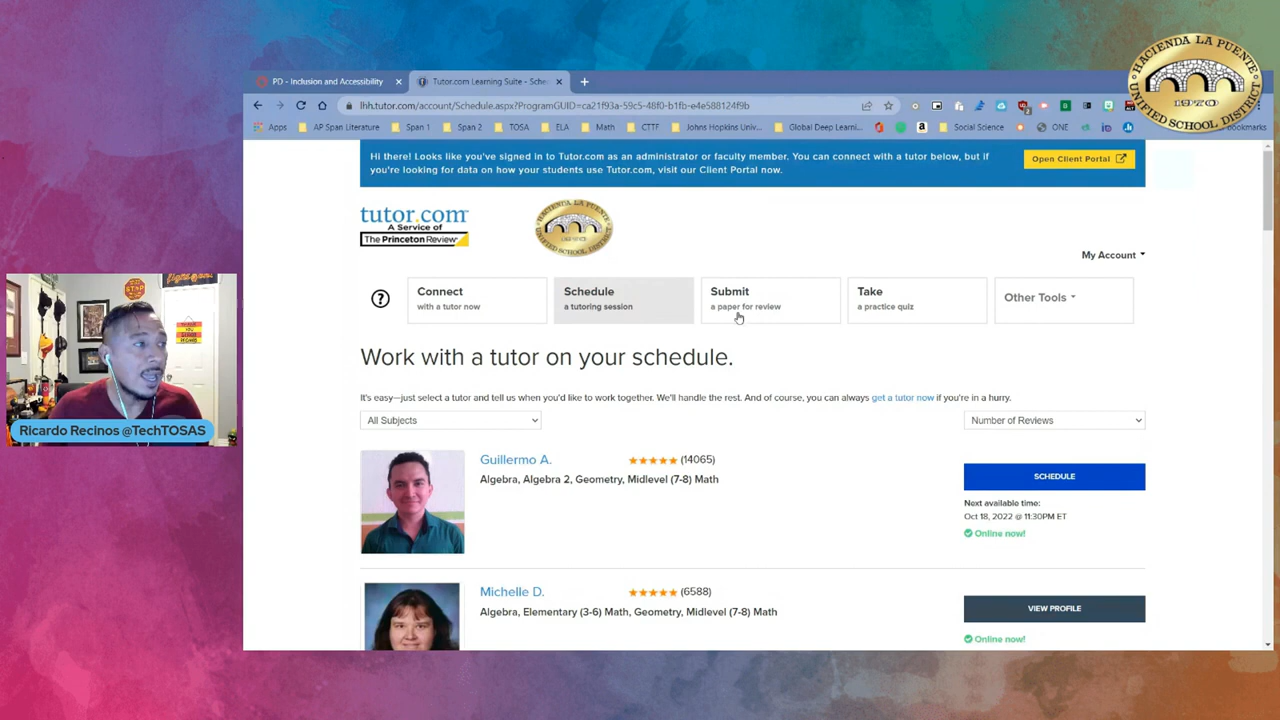 HACIENDA LA PUENTE
UNIFIED SCHOOL DISTRICT
1970
PD - Inclusion and Accessibility
Tutor.com Learning Suite - Sche
lhh.tutor.com/account/Schedule.aspx?ProgramGUID=ca21f93a-59c5-48f0-b1fb-e4e588124f9b
Apps
AP Span Literature
Span 1
Span 2
TOSA
ELA
Math
CTTF
Johns Hopkins Univ...
Global Deep Learni...
Social Science
ONE
Bookmarks
Hi there! Looks like you've signed in to Tutor.com as an administrator or faculty member. You can connect with a tutor below, but if
you're looking for data on how your students use Tutor.com, visit our Client Portal now.
Open Client Portal
tutor.com
A Service of
The Princeton Review
My Account
Connect
with a tutor now
Schedule
a tutoring session
Submit
a paper for review
Take
a practice quiz
Other Tools
Work with a tutor on your schedule.
It's easy—just select a tutor and tell us when you'd like to work together. We'll handle the rest. And of course, you can always get a tutor now if you're in a hurry.
All Subjects
Number of Reviews
Guillermo A.
(14065)
Algebra, Algebra 2, Geometry, Midlevel (7-8) Math
SCHEDULE
Next available time:
Oct 18, 2022 @ 11:30PM ET
Online now!
Michelle D.
(6588)
Algebra, Elementary (3-6) Math, Geometry, Midlevel (7-8) Math
VIEW PROFILE
Online now!
STOP
Ricardo Recinos @TechTOSAS